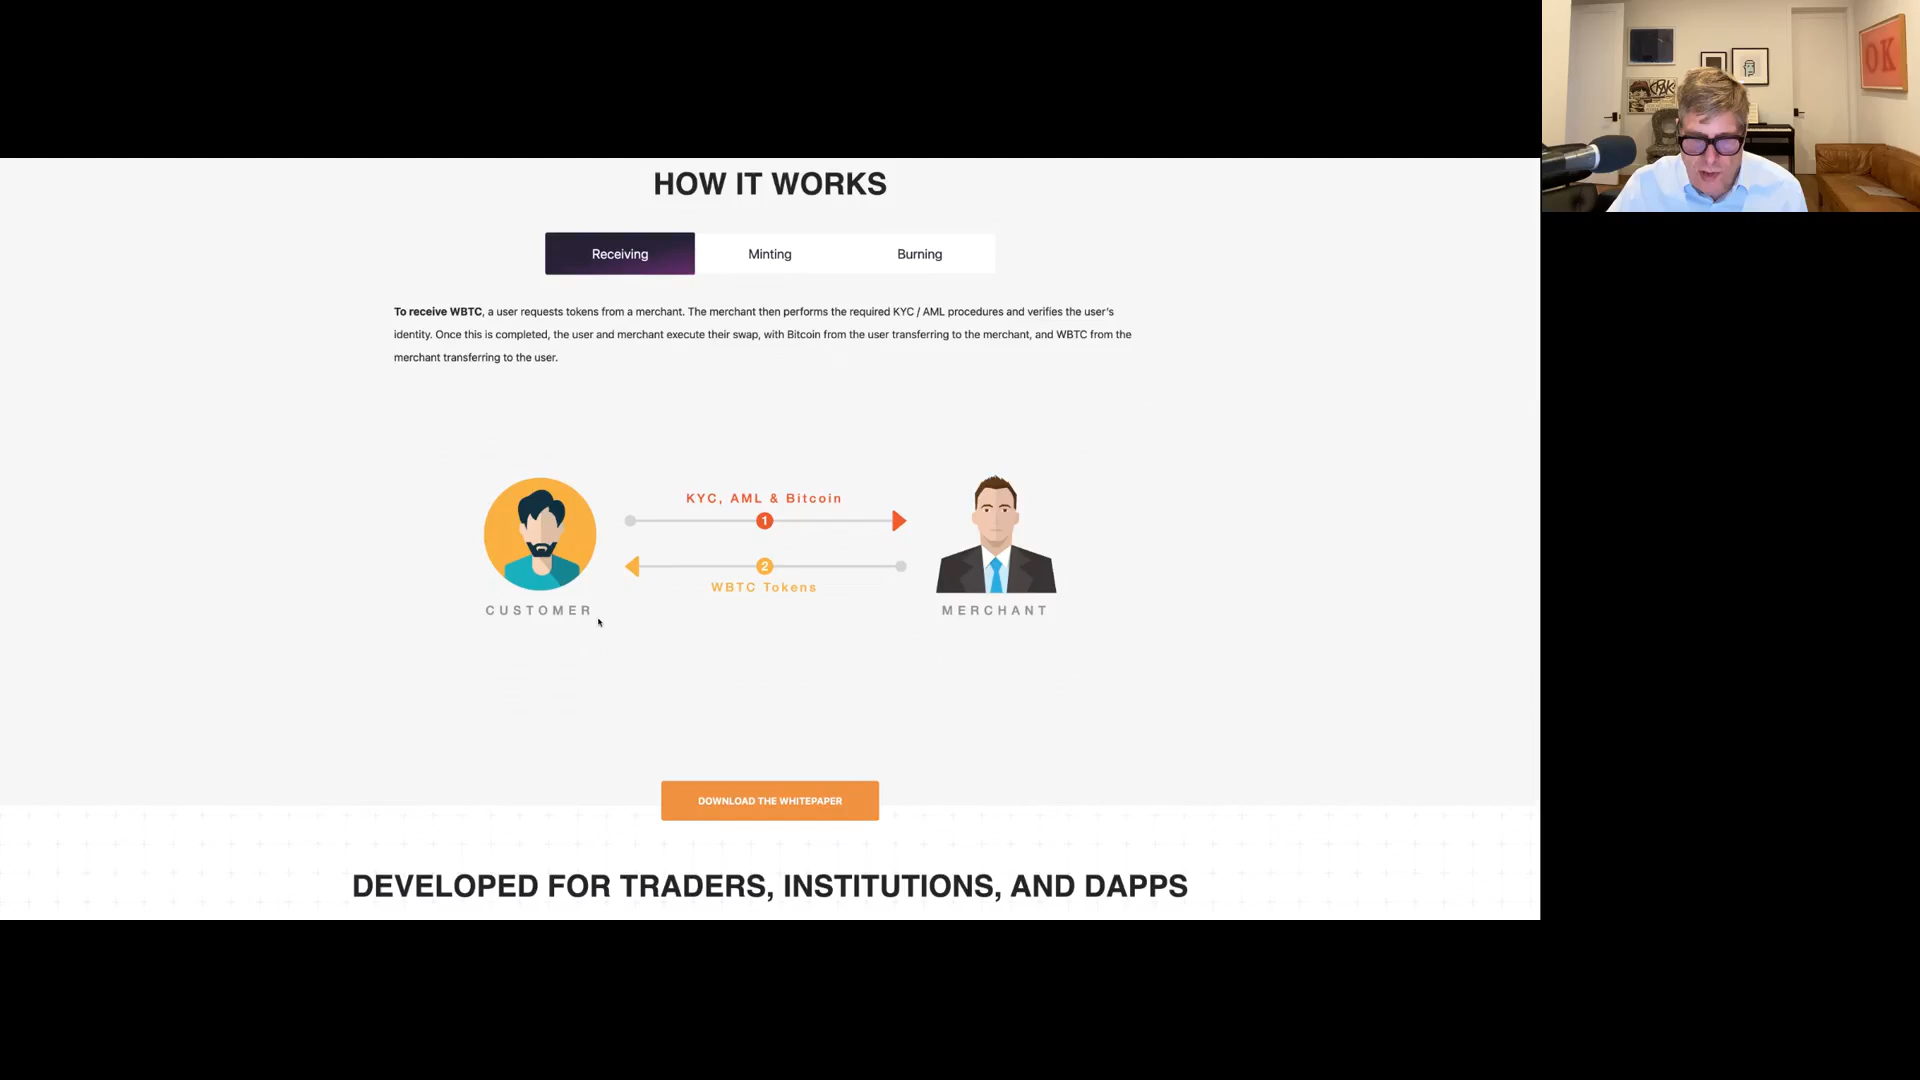 HOW IT WORKS
Receiving
Minting
Burning
To receive WBTC, a user requests tokens from a merchant. The merchant then performs the required KYC / AML procedures and verifies the user's
identity. Once this is completed, the user and merchant execute their swap, with Bitcoin from the user transferring to the merchant, and WBTC from the
merchant transferring to the user.
KYC, AML & Bitcoin
1
2
WBTC Tokens
CUSTOMER
MERCHANT
DOWNLOAD THE WHITEPAPER
DEVELOPED FOR TRADERS, INSTITUTIONS, AND DAPPS
OK